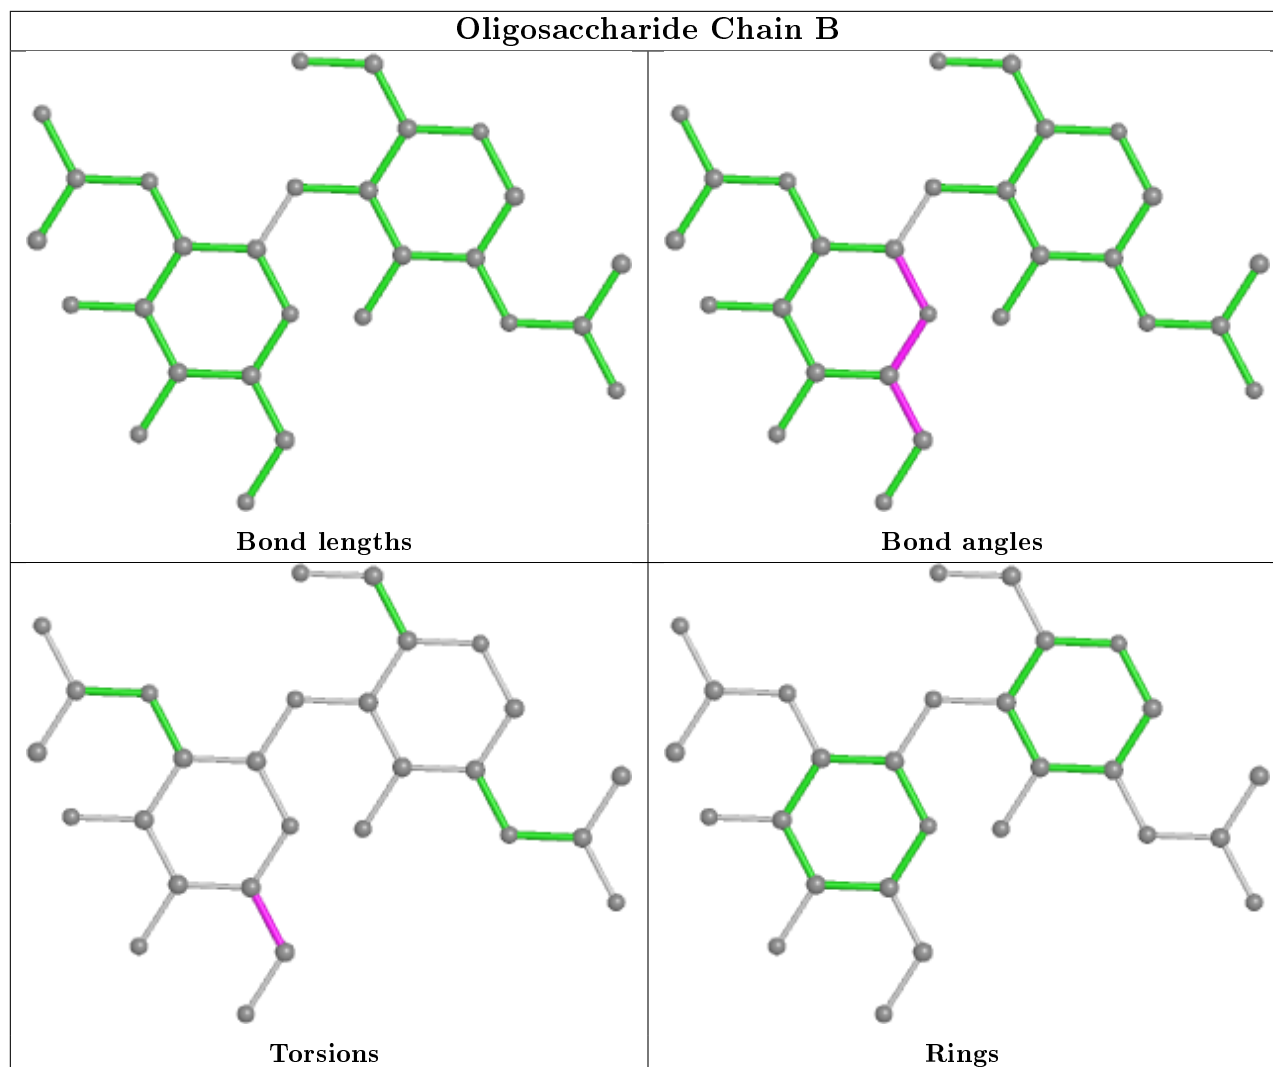 Oligosaccharide Chain B
Bond lengths
Bond angles
Torsions
Rings